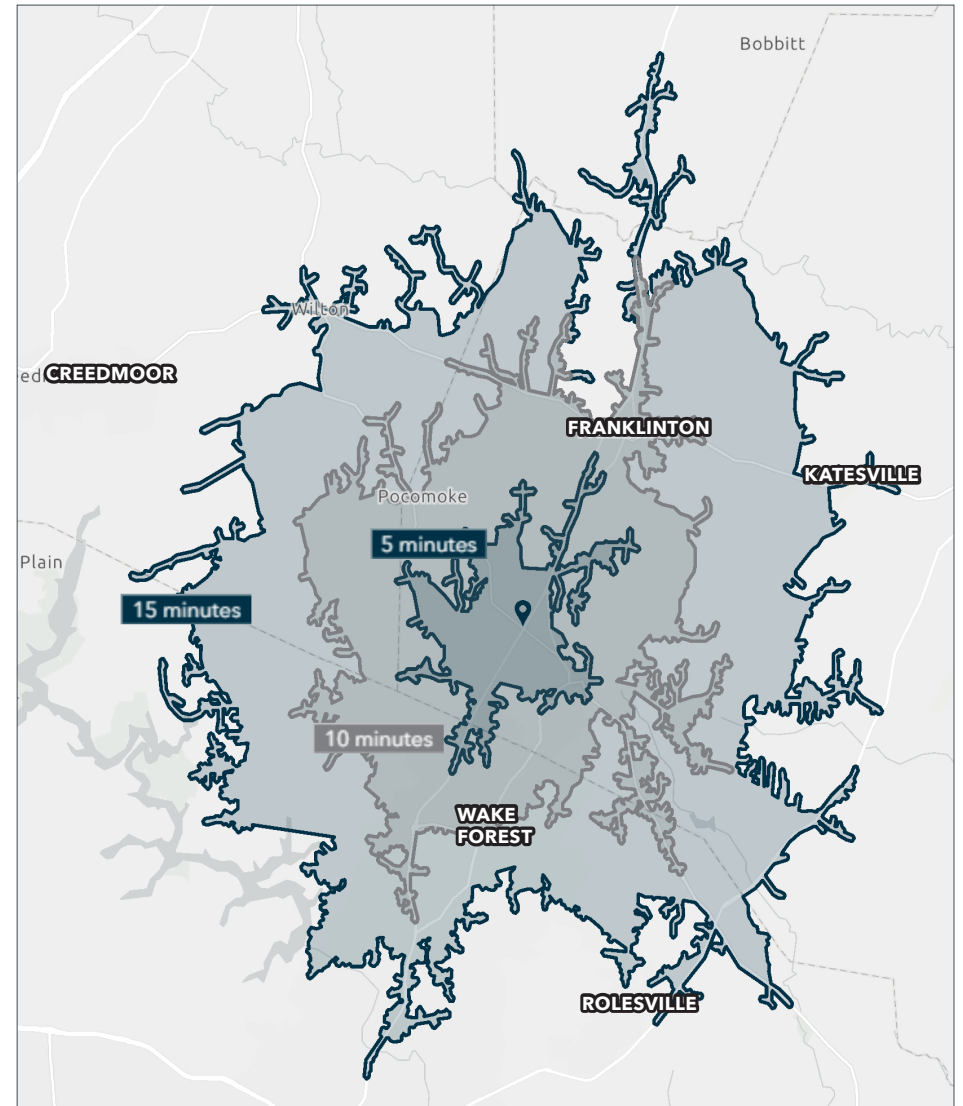 Bobbitt
Wilton
CREEDMOOR
FRANKLINTON
KATESVILLE
Pocomoke
5 minutes
Plain
15 minutes
10 minutes
WAKE
FOREST
ROLESVILLE